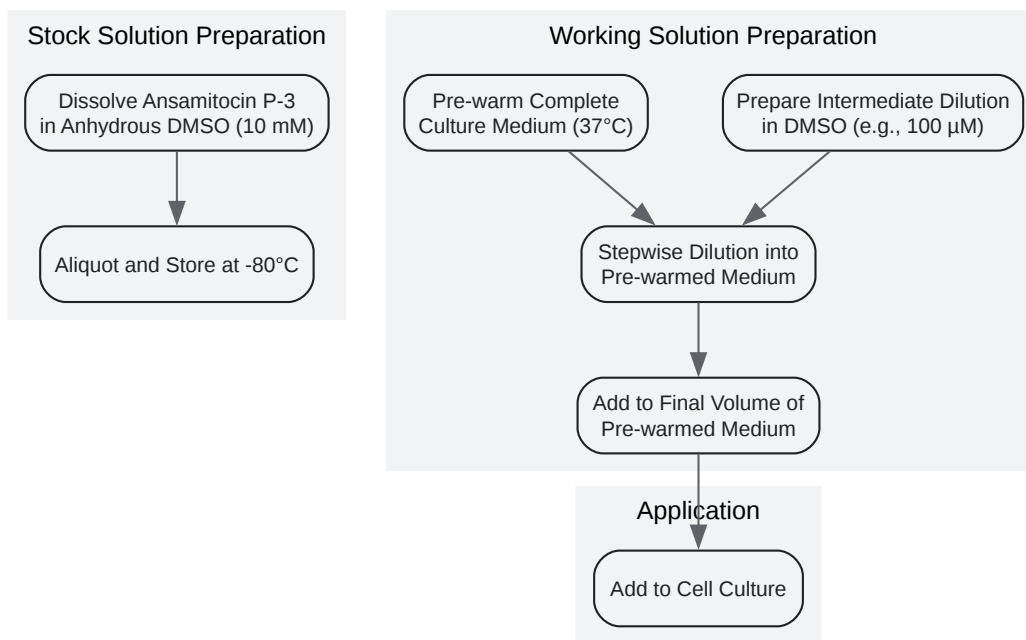 Stock Solution Preparation
Dissolve Ansamitocin P-3
in Anhydrous DMSO (10 mM)
Aliquot and Store at -80°C
Working Solution Preparation
Pre-warm Complete
Culture Medium (37°C)
Prepare Intermediate Dilution
in DMSO (e.g., 100 µM)
Stepwise Dilution into
Pre-warmed Medium
Add to Final Volume of
Pre-warmed Medium
Application
Add to Cell Culture